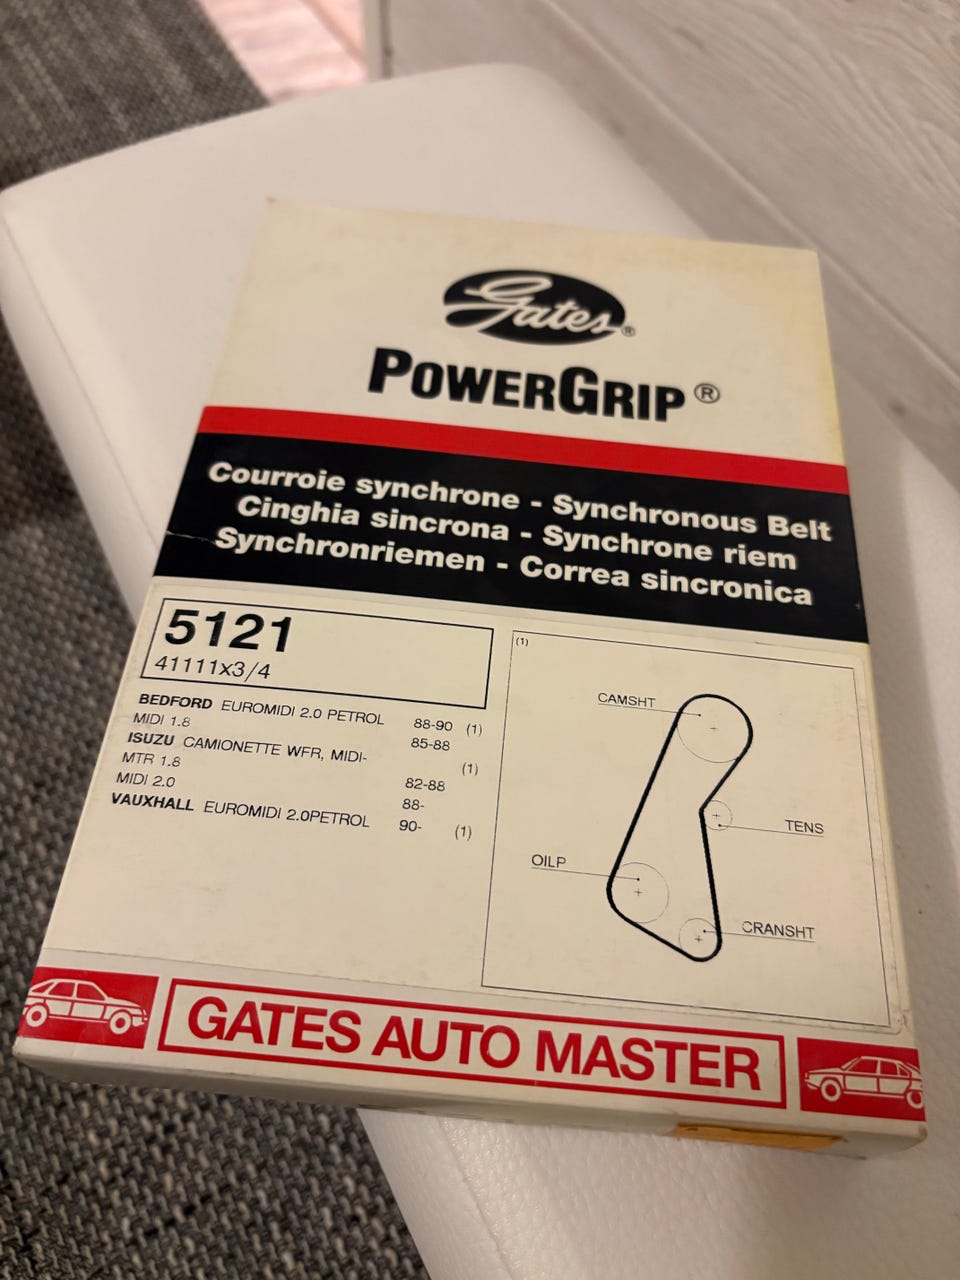 Gates®
POWERGRIP®
Courroie synchrone - Synchronous Belt
Cinghia sincrona - Synchrone riem
Synchronriemen - Correa sincronica
5121
41111x3/4
BEDFORD EUROMIDI 2.0 PETROL 88-90 (1)
MIDI 1.8 85-88
ISUZU CAMIONETTE WFR, MIDI- (1)
MTR 1.8 82-88
MIDI 2.0 88-
VAUXHALL EUROMIDI 2.0PETROL 90- (1)
(1)
CAMSHT
TENS
OILP
CRANSHT
GATES AUTO MASTER